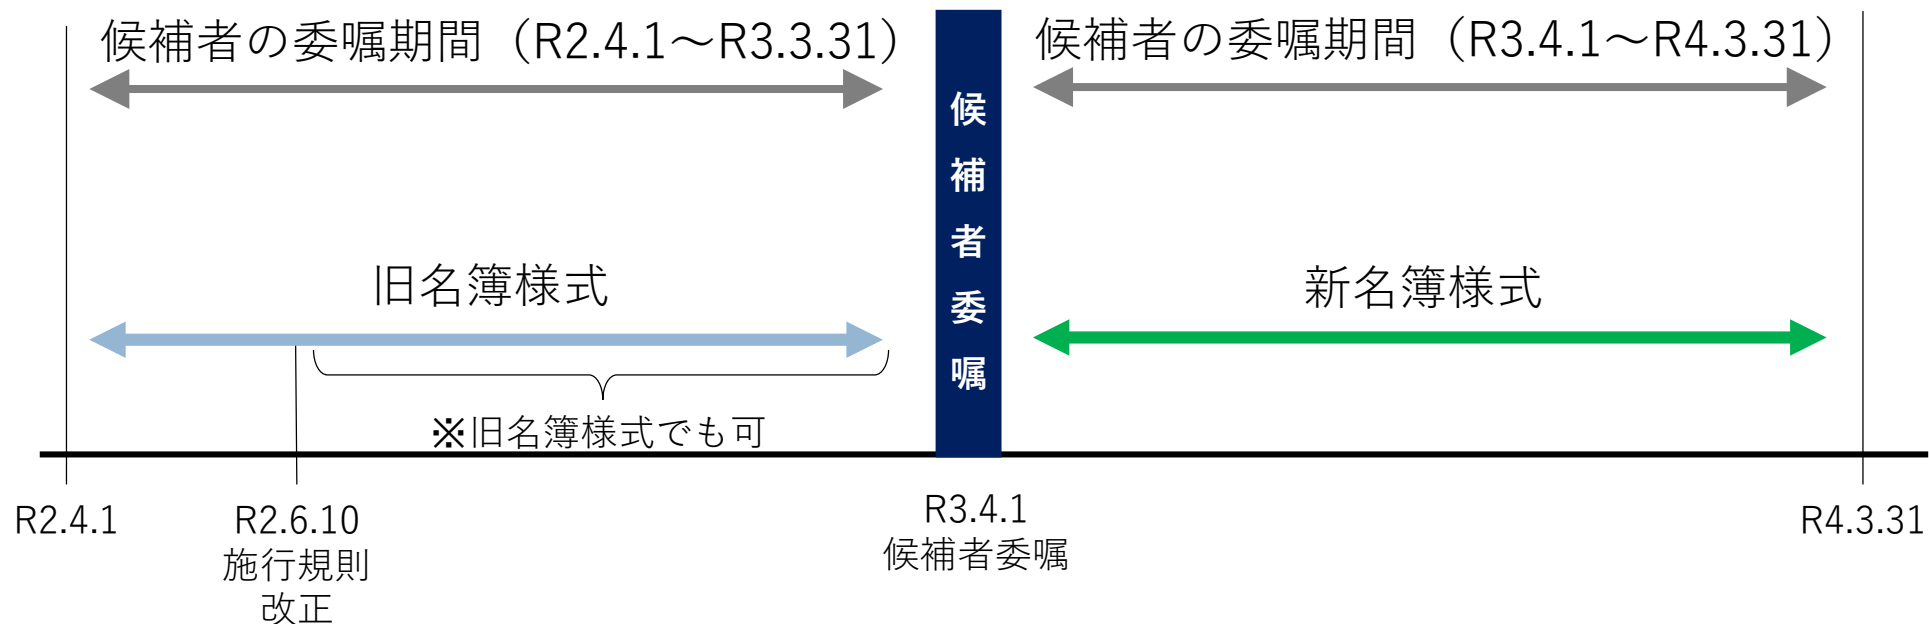 候補者の委嘱期間（R2.4.1～R3.3.31）
候補者の委嘱期間（R3.4.1～R4.3.31）
候補者委嘱
旧名簿様式
新名簿様式
※旧名簿様式でも可
R2.4.1
R2.6.10
施行規則
改正
R3.4.1
候補者委嘱
R4.3.31